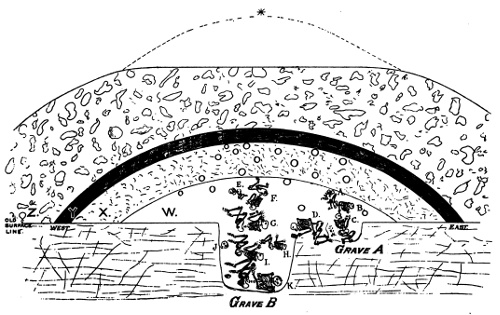 *
E.
F.
A.
B.
C.
D.
G.
Z.
X.
W.
OLD
SURFACE
LINE.
WEST
EAST
J.
H.
I.
K.
GRAVE A
GRAVE B